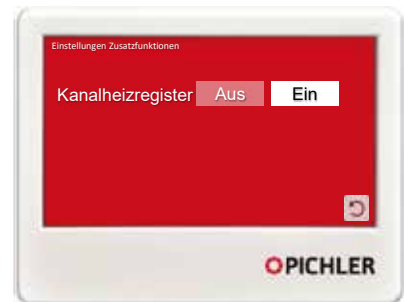 Einstellungen Zusatzfunktionen
Kanalheizregister Aus Ein
PICHLER